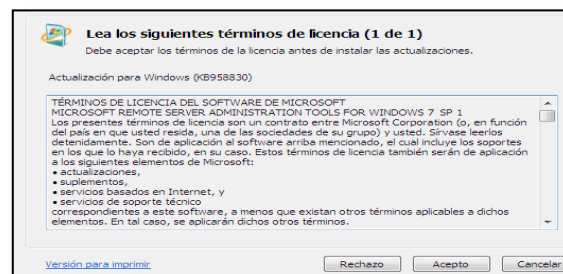 Lea los siguientes términos de licencia (1 de 1)
Debe aceptar los términos de la licencia antes de instalar las actualizaciones.
Actualización para Windows (KB958830)
TÉRMINOS DE LICENCIA DEL SOFTWARE DE MICROSOFT
MICROSOFT REMOTE SERVER ADMINISTRATION TOOLS FOR WINDOWS 7 SP 1
Los presentes términos de licencia son un contrato entre Microsoft Corporation (o, en función
del país en que usted resida, una de las sociedades de su grupo) y usted. Sírvase leerlos
detenidamente. Son de aplicación al software arriba mencionado, el cual incluye los soportes
en los que lo haya recibido, en su caso. Estos términos de licencia también serán de aplicación
a los siguientes elementos de Microsoft:
• actualizaciones,
• suplementos,
• servicios basados en Internet, y
• servicios de soporte técnico
correspondientes a este software, a menos que existan otros términos aplicables a dichos
elementos. En tal caso, se aplicarán dichos otros términos.
Versión para imprimir Rechazo Acepto Cancelar